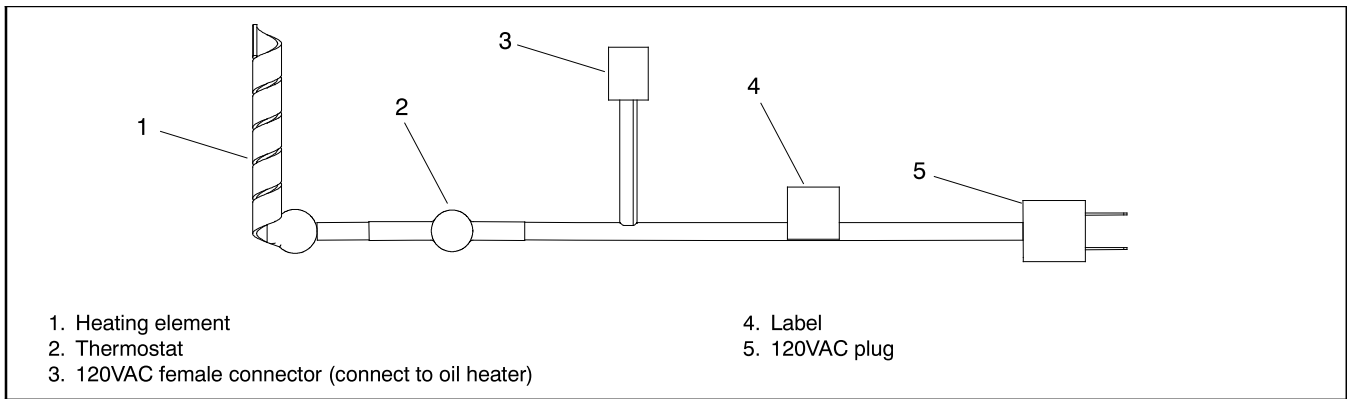 3
4
2
1
5
1. Heating element
2. Thermostat
3. 120VAC female connector (connect to oil heater)
4. Label
5. 120VAC plug